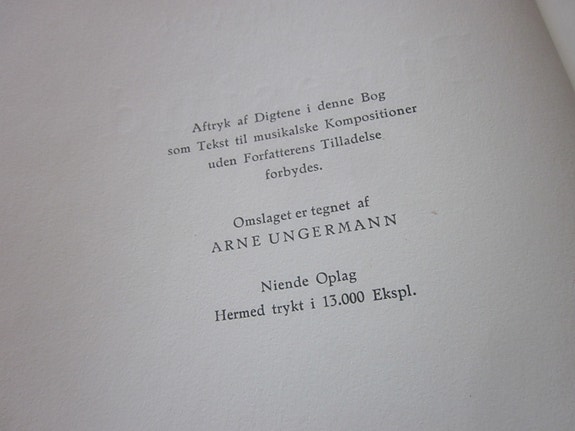 Aftryk af Digtene i denne Bog
som Tekst til musikalske Kompositioner
uden Forfatterens Tilladelse
forbydes.
Omslaget er tegnet af
ARNE UNGERMANN
Niende Oplag
Hermed trykt i 13.000 Ekspl.